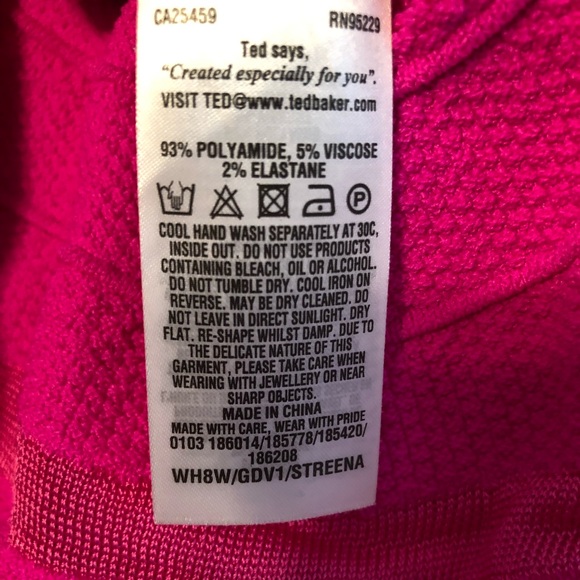 CA25459 RN95229
Ted says,
"Created especially for you".
VISIT TED@www.tedbaker.com
93% POLYAMIDE, 5% VISCOSE
2% ELASTANE
P
COOL HAND WASH SEPARATELY AT 30C,
INSIDE OUT. DO NOT USE PRODUCTS
CONTAINING BLEACH, OIL OR ALCOHOL.
DO NOT TUMBLE DRY. COOL IRON ON
REVERSE. MAY BE DRY CLEANED. DO
NOT LEAVE IN DIRECT SUNLIGHT. DRY
FLAT. RE-SHAPE WHILST DAMP. DUE TO
THE DELICATE NATURE OF THIS
GARMENT, PLEASE TAKE CARE WHEN
WEARING WITH JEWELLERY OR NEAR
SHARP OBJECTS.
MADE IN CHINA
MADE WITH CARE, WEAR WITH PRIDE
0103 186014/185778/185420/
186208
WH8W/GDV1/STREENA